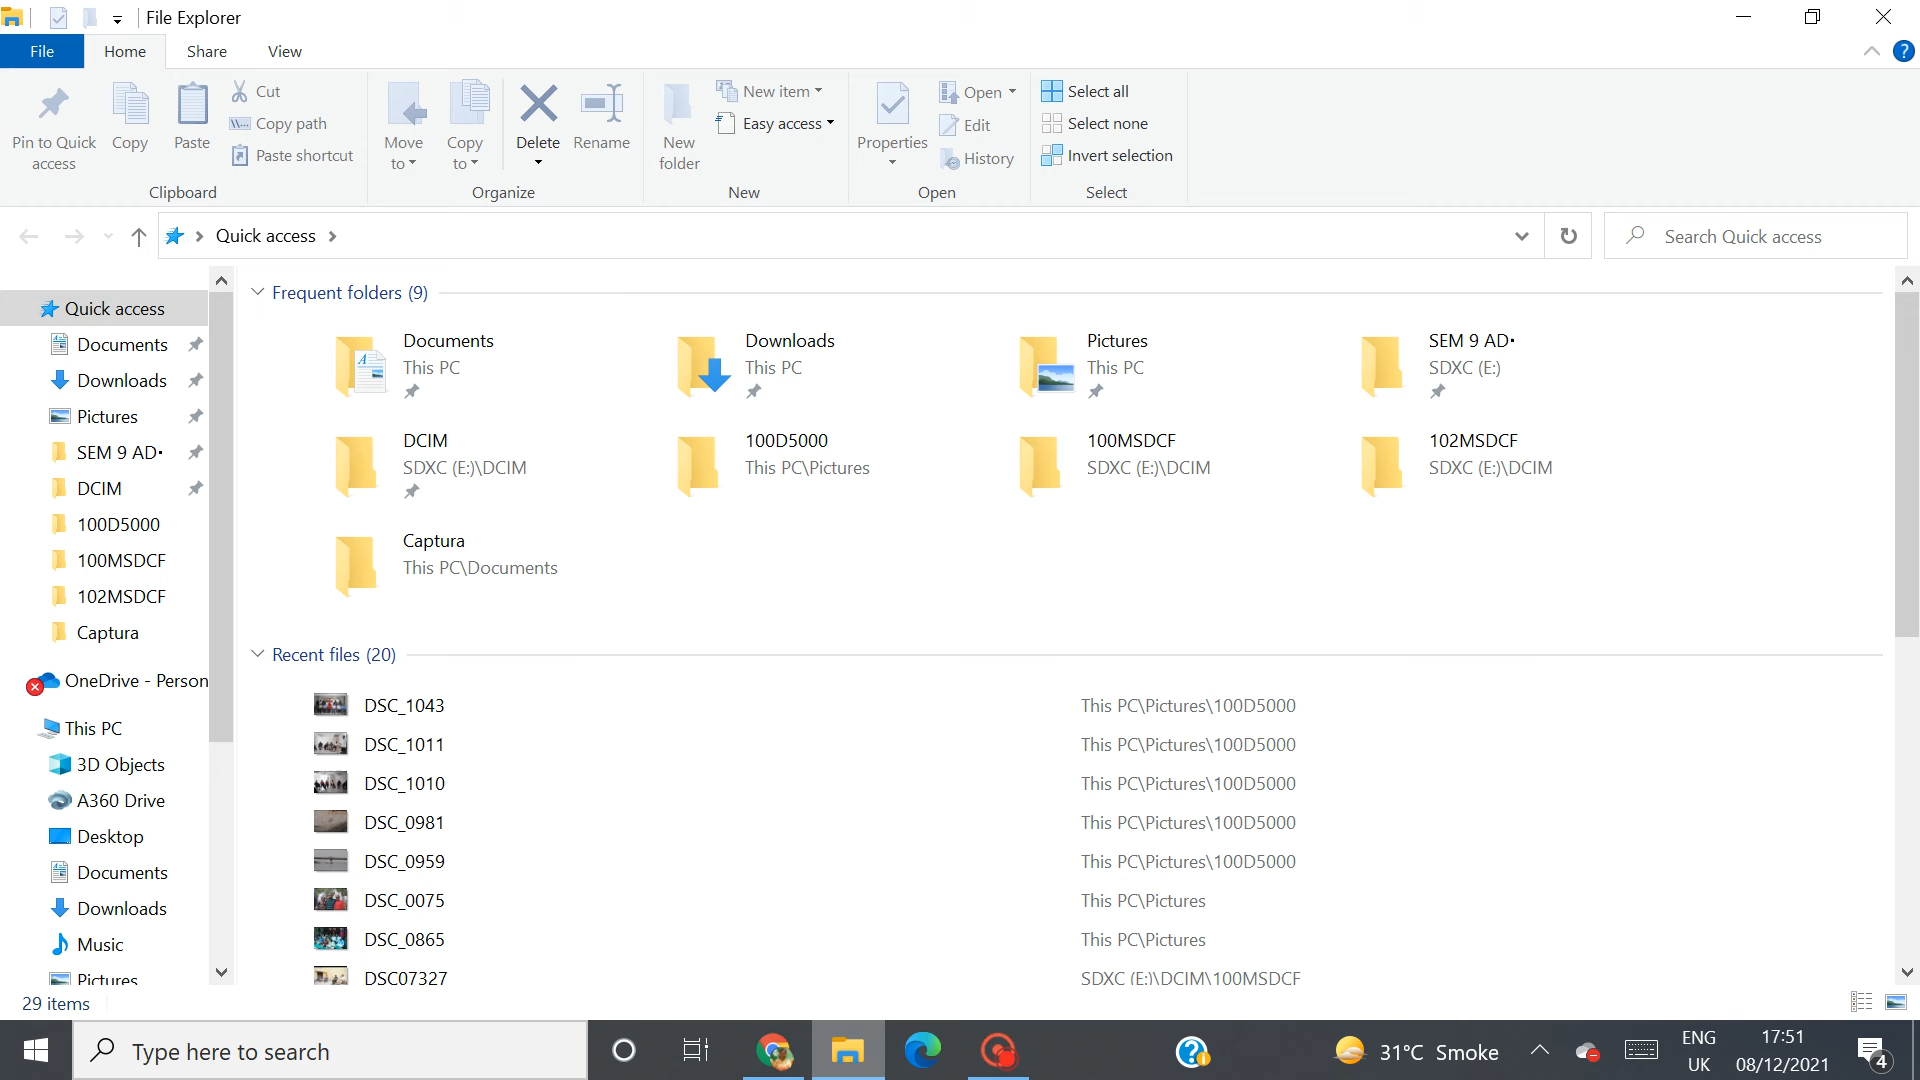 File Explorer
File Home Share View
Pin to Quick access
Copy
Paste
Cut
Copy path
Paste shortcut
Clipboard
Move to
Copy to
Delete
Rename
Organize
New folder
New item
Easy access
New
Properties
Open
Edit
History
Open
Select all
Select none
Invert selection
Select
Quick access
Search Quick access
Quick access
Documents
Downloads
Pictures
SEM 9 AD•
DCIM
100D5000
100MSDCF
102MSDCF
Captura
OneDrive - Person
This PC
3D Objects
A360 Drive
Desktop
Documents
Downloads
Music
Pictures
Frequent folders (9)
Documents
This PC
Downloads
This PC
Pictures
This PC
SEM 9 AD•
SDXC (E:)
DCIM
SDXC (E:)\DCIM
100D5000
This PC\Pictures
100MSDCF
SDXC (E:)\DCIM
102MSDCF
SDXC (E:)\DCIM
Captura
This PC\Documents
Recent files (20)
DSC_1043 This PC\Pictures\100D5000
DSC_1011 This PC\Pictures\100D5000
DSC_1010 This PC\Pictures\100D5000
DSC_0981 This PC\Pictures\100D5000
DSC_0959 This PC\Pictures\100D5000
DSC_0075 This PC\Pictures
DSC_0865 This PC\Pictures
DSC07327 SDXC (E:)\DCIM\100MSDCF
29 items
Type here to search
31°C Smoke
ENG
UK
17:51
08/12/2021
4